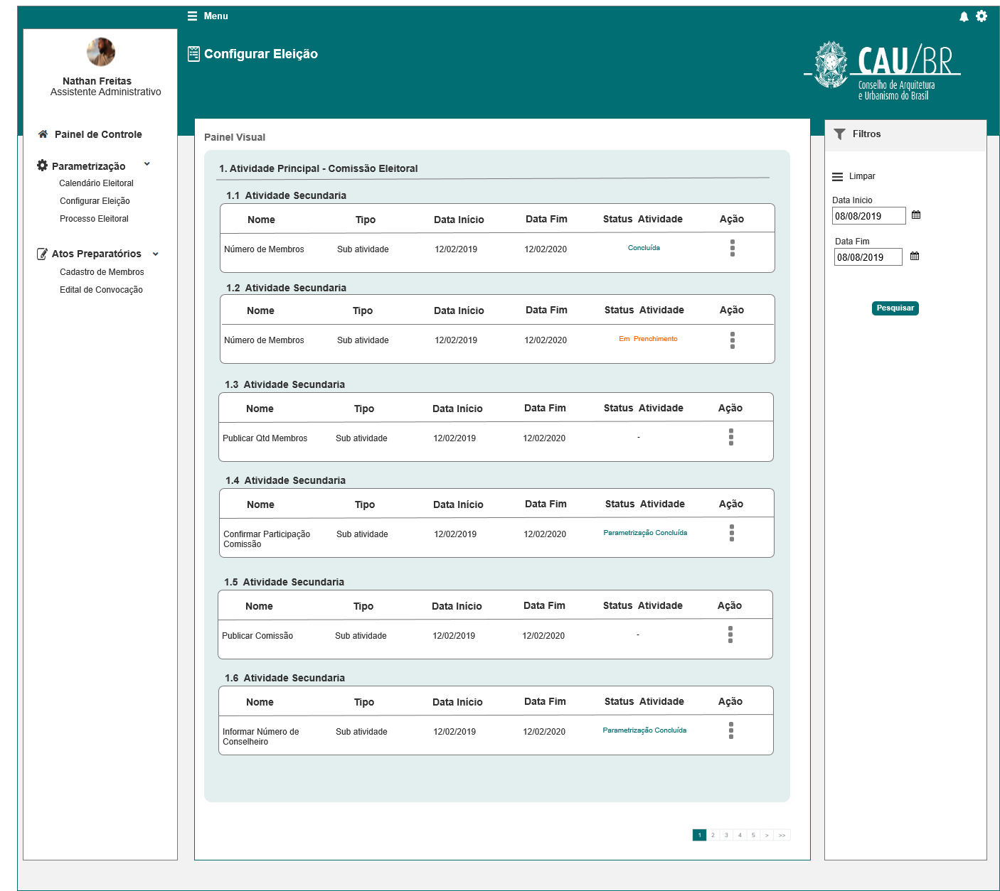 Menu
Configurar Eleição
CAU/BR
Conselho de Arquitetura
e Urbanismo do Brasil
Nathan Freitas
Assistente Administrativo
Painel de Controle
Parametrização
Calendário Eleitoral
Configurar Eleição
Processo Eleitoral
Atos Preparatórios
Cadastro de Membros
Edital de Convocação
Painel Visual
1. Atividade Principal - Comissão Eleitoral
1.1 Atividade Secundaria
Nome Tipo Data Início Data Fim Status Atividade Ação
Número de Membros Sub atividade 12/02/2019 12/02/2020 Concluída
1.2 Atividade Secundaria
Nome Tipo Data Início Data Fim Status Atividade Ação
Número de Membros Sub atividade 12/02/2019 12/02/2020 Em Prenchimento
1.3 Atividade Secundaria
Nome Tipo Data Início Data Fim Status Atividade Ação
Publicar Qtd Membros Sub atividade 12/02/2019 12/02/2020 -
1.4 Atividade Secundaria
Nome Tipo Data Início Data Fim Status Atividade Ação
Confirmar Participação Sub atividade 12/02/2019 12/02/2020 Parametrização Concluída
Comissão
1.5 Atividade Secundaria
Nome Tipo Data Início Data Fim Status Atividade Ação
Publicar Comissão Sub atividade 12/02/2019 12/02/2020 -
1.6 Atividade Secundaria
Nome Tipo Data Início Data Fim Status Atividade Ação
Informar Número de Sub atividade 12/02/2019 12/02/2020 Parametrização Concluída
Conselheiro
1 2 3 4 5 > >>
Filtros
Limpar
Data Inicio
08/08/2019
Data Fim
08/08/2019
Pesquisar